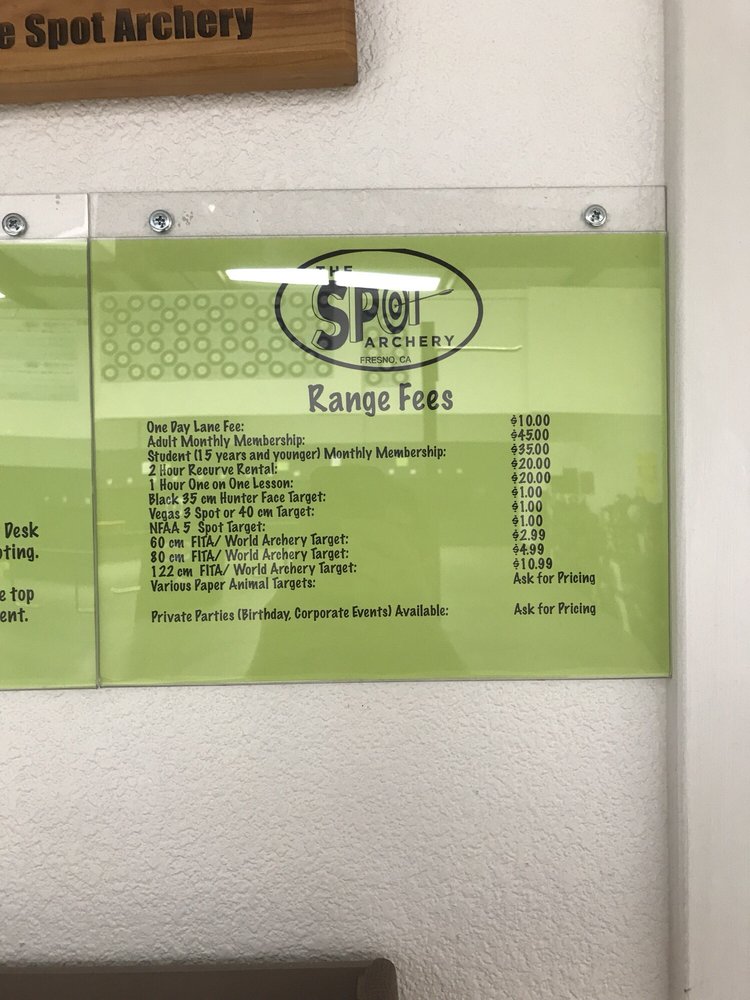 e Spot Archery
Desk
oting.
e top
ent.
THE
SPOT
ARCHERY
FRESNO, CA
Range Fees
One Day Lane Fee: $10.00
Adult Monthly Membership: $45.00
Student (15 years and younger) Monthly Membership: $35.00
2 Hour Recurve Rental: $20.00
1 Hour One on One Lesson: $20.00
Black 35 cm Hunter Face Target: $1.00
Vegas 3 Spot or 40 cm Target: $1.00
NFAA 5 Spot Target: $1.00
60 cm FITA/ World Archery Target: $2.99
80 cm FITA/ World Archery Target: $4.99
122 cm FITA/ World Archery Target: $10.99
Various Paper Animal Targets: Ask for Pricing
Private Parties (Birthday, Corporate Events) Available: Ask for Pricing